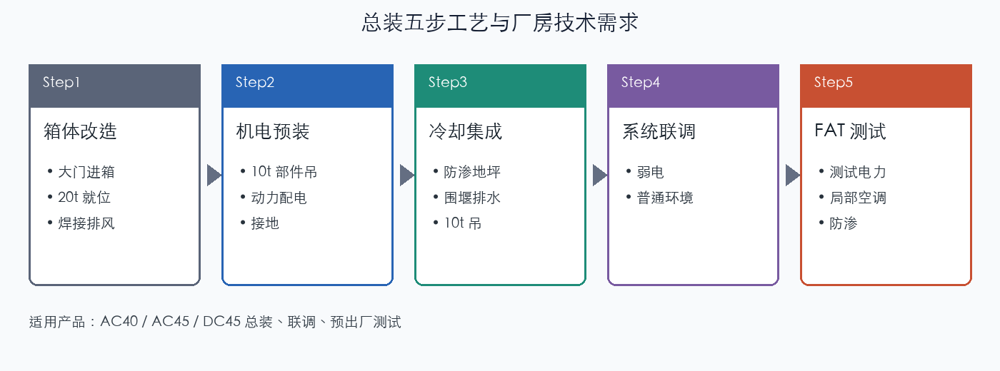 总装五步工艺与厂房技术需求
Step1
箱体改造
• 大门进箱
• 20t 就位
• 焊接排风
Step2
机电预装
• 10t 部件吊
• 动力配电
• 接地
Step3
冷却集成
• 防渗地坪
• 围堰排水
• 10t 吊
Step4
系统联调
• 弱电
• 普通环境
Step5
FAT 测试
• 测试电力
• 局部空调
• 防渗
适用产品：AC40 / AC45 / DC45 总装、联调、预出厂测试